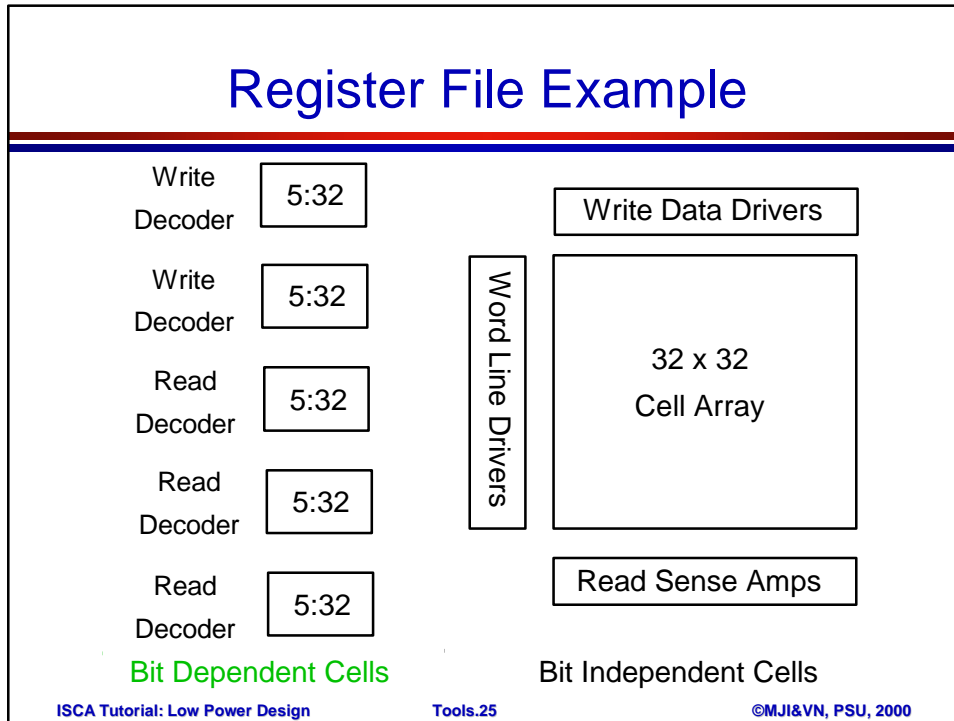 Register File Example
Write
Decoder
5:32
Write
Decoder
5:32
Read
Decoder
5:32
Read
Decoder
5:32
Read
Decoder
5:32
Bit Dependent Cells
Write Data Drivers
Word Line Drivers
32 x 32
Cell Array
Read Sense Amps
Bit Independent Cells
ISCA Tutorial: Low Power Design
Tools.25
©MJI&VN, PSU, 2000